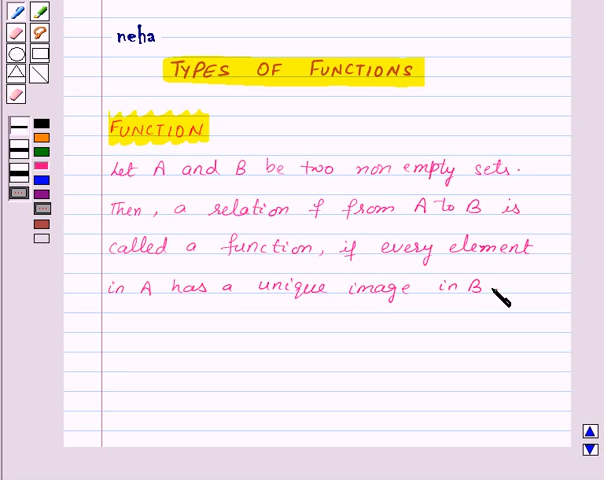 neha
TYPES OF FUNCTIONS
FUNCTION
Let A and B be two non empty sets.
Then, a relation f from A to B is
called a function, if every element
in A has a unique image in B